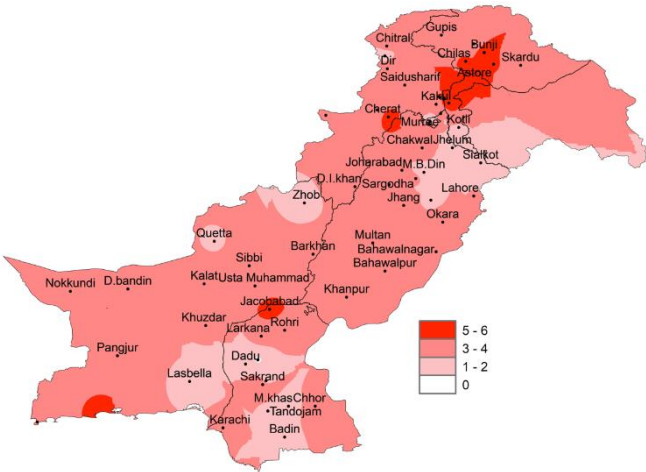 Gupis
Chitral
Bunji
Chilas
Skardu
Dir
Astore
Saidusharif
Kakul
Cherat
Murree
Kotli
Chakwal Jhelum
Sialkot
Joharabad M.B.Din
D.I.khan
Sargodha
Zhob
Jhang
Lahore
Okara
Quetta
Multan
Barkhan
Bahawalnagar
Sibbi
Bahawalpur
Kalat
Usta Muhammad
Nokkundi
D.bandin
Khanpur
Jacobabad
Khuzdar
Rohri
Larkana
5 - 6
3 - 4
1 - 2
0
Pangjur
Dadu
Lasbella
Sakrand
M.khas Chhor
Tandojam
Karachi
Badin